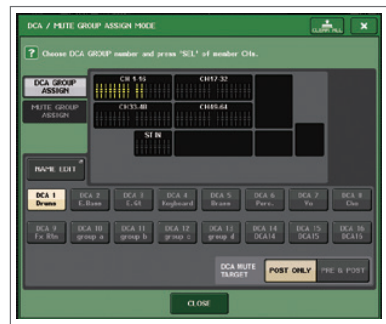 DCA / MUTE GROUP ASSIGN MODE
CLEAR ALL
? Choose DCA GROUP number and press "SEL" of member CHs.
DCA GROUP ASSIGN
MUTE GROUP ASSIGN
CH 1-16
CH17-32
CH33-48
CH49-64
ST IN
NAME EDIT
DCA 1 Drums
DCA 2 E.Bass
DCA 3 E.Gt
DCA 4 Keyboard
DCA 5 Brass
DCA 6 Perc.
DCA 7 Vo
DCA 8 Cho
DCA 9 Fx Rtn
DCA 10 group a
DCA 11 group b
DCA 12 group c
DCA 13 group d
DCA 14 DCA14
DCA 15 DCA15
DCA 16 DCA16
DCA MUTE TARGET
POST ONLY
PRE & POST
CLOSE